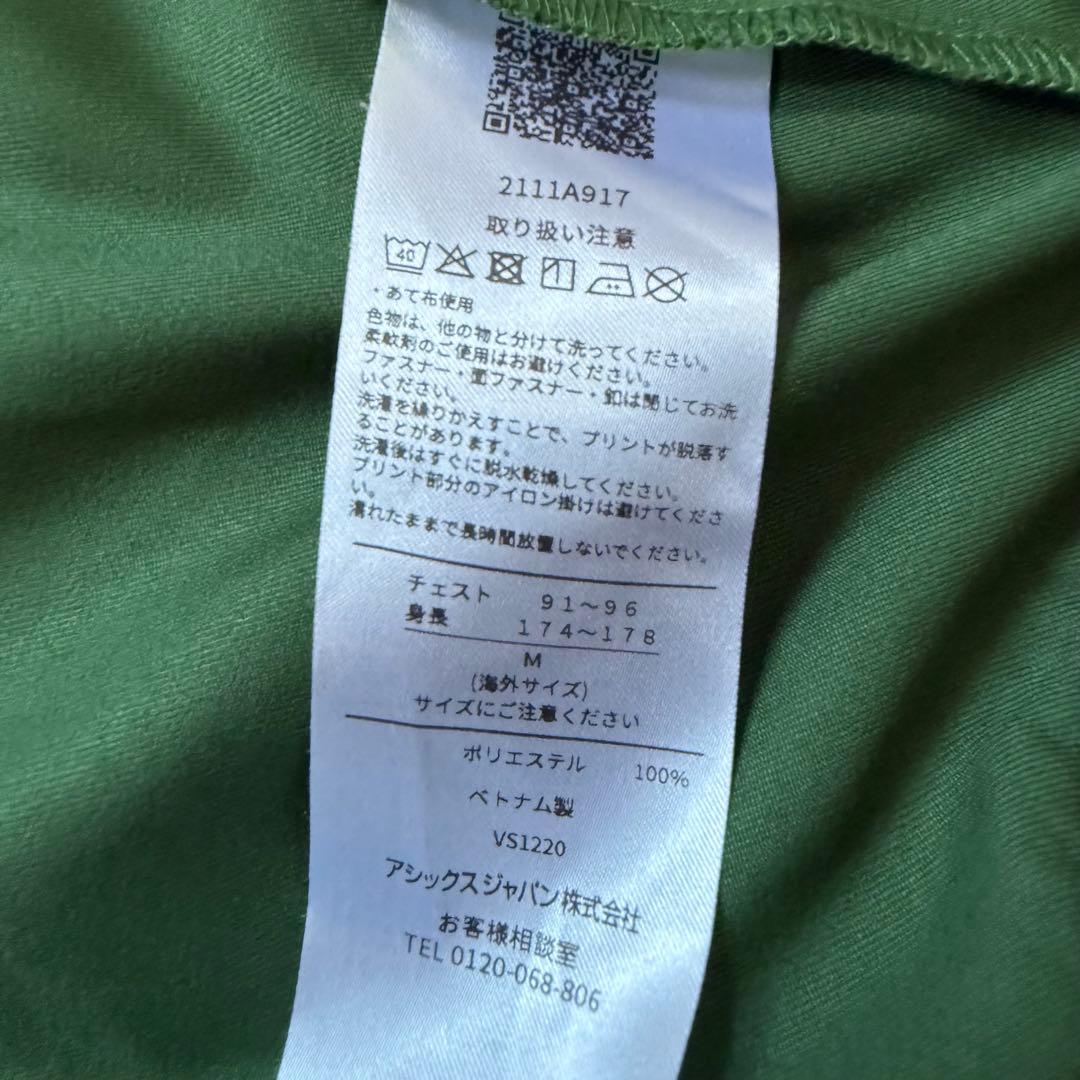 2111A917
取り扱い注意
40
・あて布使用
色物は、他の物と分けて洗ってください。
柔軟剤のご使用はお避けください。
ファスナー・面ファスナー・釦は閉じてお洗
いください。
洗濯を繰りかえすことで、プリントが脱落す
ることがあります。
洗濯後はすぐに脱水乾燥してください。
プリント部分のアイロン掛けは避けてくださ
い。
濡れたままで長時間放置しないでください。
チェスト 91～96
身長 174～178
M
(海外サイズ)
サイズにご注意ください
ポリエステル 100%
ベトナム製
VS1220
アシックスジャパン株式会社
お客様相談室
TEL 0120-068-806